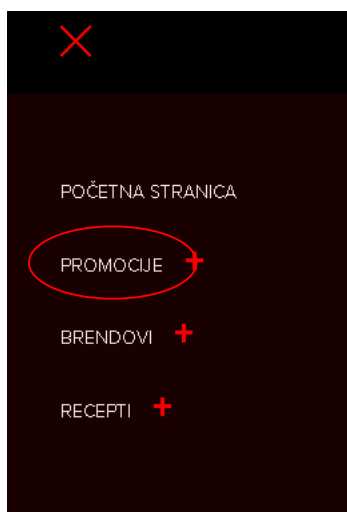 POČETNA STRANICA
PROMOCIJE +
BRENDOVI +
RECEPTI +